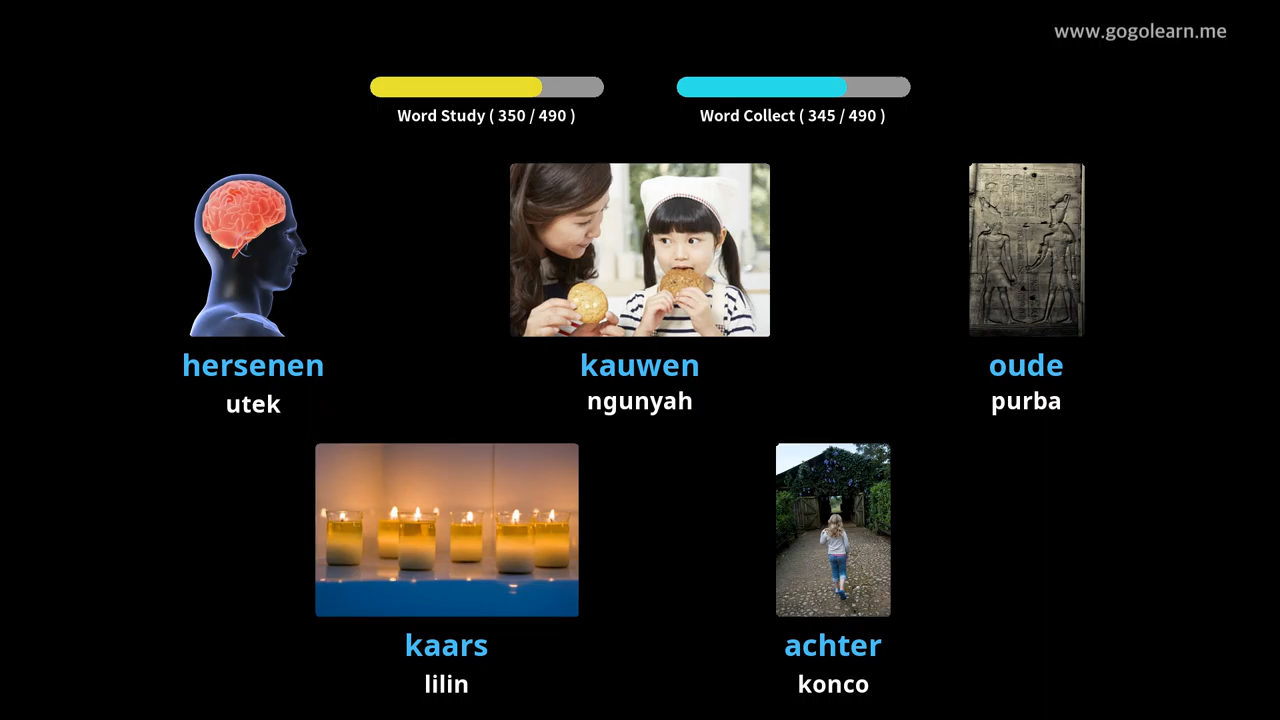 www.gogolearn.me
Word Study ( 350 / 490 )
Word Collect ( 345 / 490 )
hersenen
utek
kauwen
ngunyah
oude
purba
kaars
lilin
achter
konco